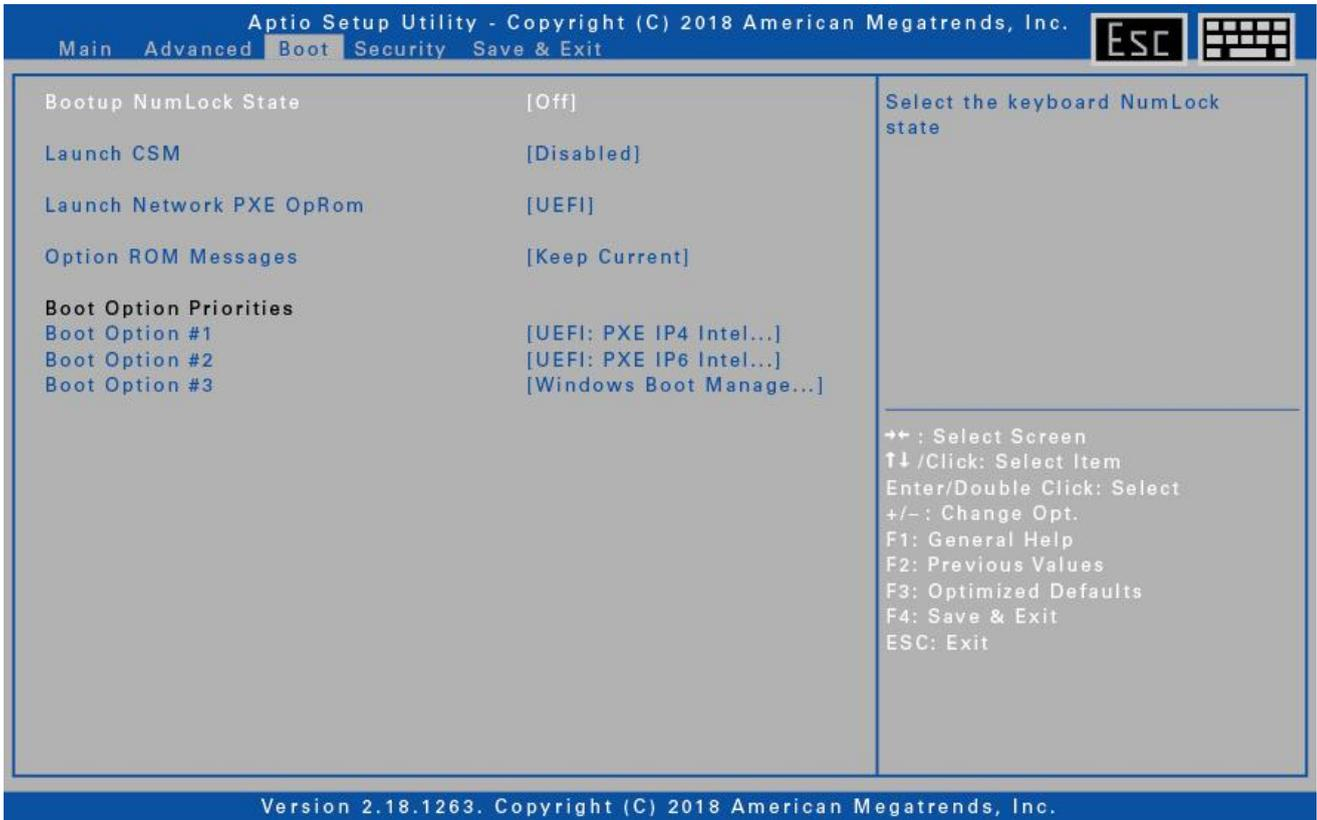 Aptio Setup Utility - Copyright (C) 2018 American Megatrends, Inc.
Esc
Main Advanced Boot Security Save & Exit
Bootup NumLock State [Off]
Launch CSM [Disabled]
Launch Network PXE OpRom [UEFI]
Option ROM Messages [Keep Current]
Boot Option Priorities
Boot Option #1 [UEFI: PXE IP4 Intel...]
Boot Option #2 [UEFI: PXE IP6 Intel...]
Boot Option #3 [Windows Boot Manage...]
Select the keyboard NumLock
state
→← : Select Screen
↑↓ /Click: Select Item
Enter/Double Click: Select
+/– : Change Opt.
F1: General Help
F2: Previous Values
F3: Optimized Defaults
F4: Save & Exit
ESC: Exit
Version 2.18.1263. Copyright (C) 2018 American Megatrends, Inc.